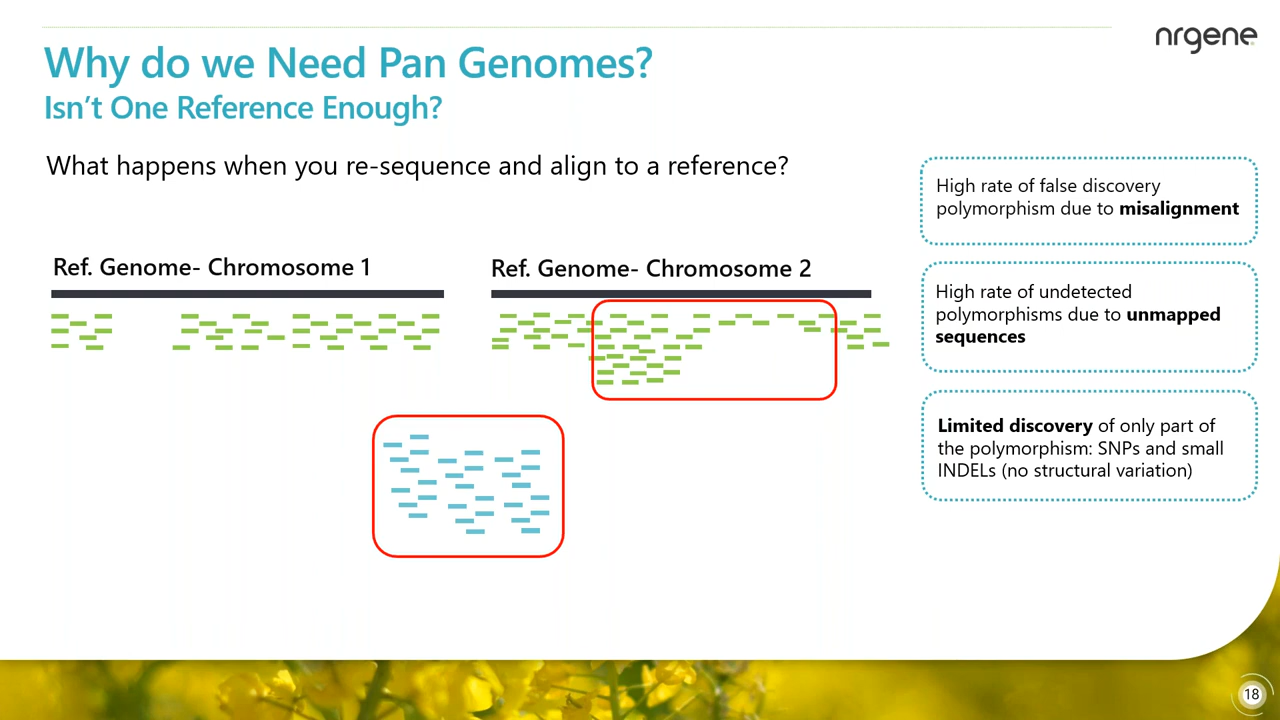 nrgene
Why do we Need Pan Genomes?
Isn't One Reference Enough?
What happens when you re-sequence and align to a reference?
Ref. Genome- Chromosome 1
Ref. Genome- Chromosome 2
High rate of false discovery
polymorphism due to misalignment
High rate of undetected
polymorphisms due to unmapped
sequences
Limited discovery of only part of
the polymorphism: SNPs and small
INDELs (no structural variation)
18